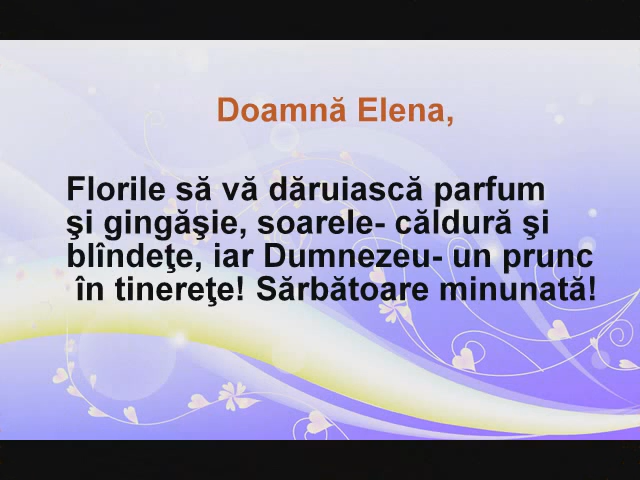 Doamnă Elena,
Florile să vă dăruiască parfum
şi gingăşie, soarele- căldură şi
blîndeţe, iar Dumnezeu- un prunc
în tinereţe! Sărbătoare minunată!